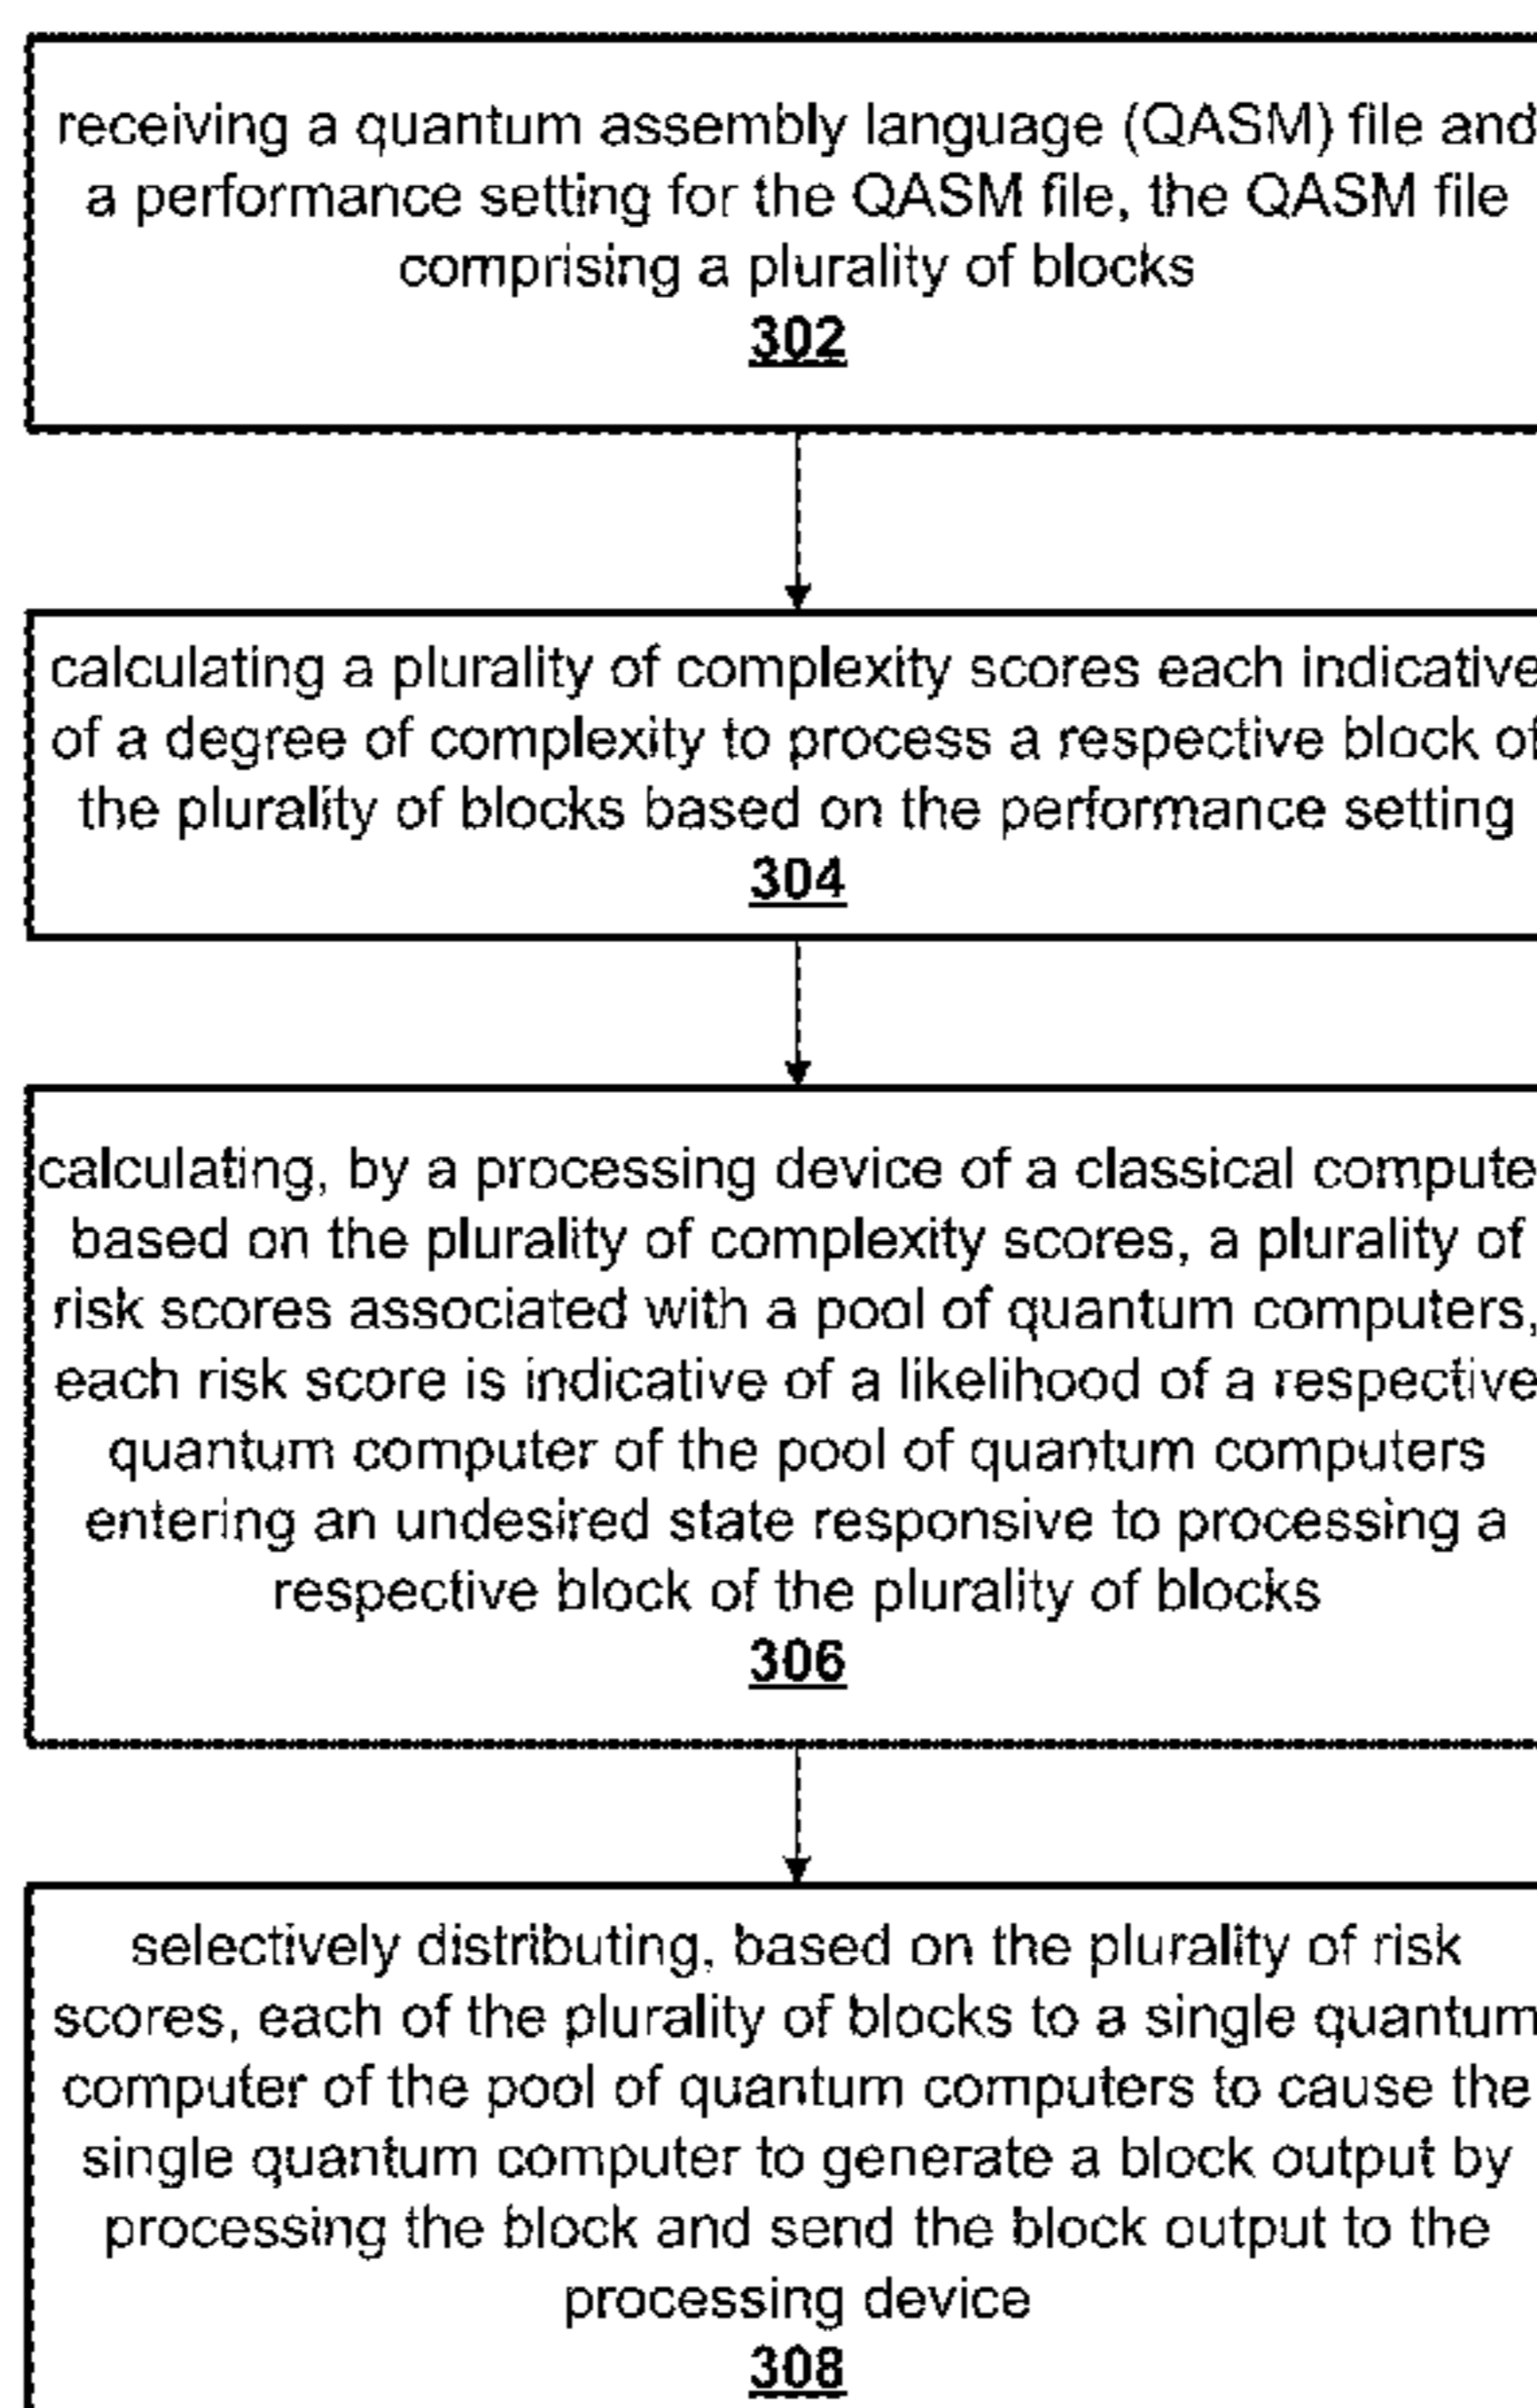 receiving a quantum assembly language (QASM) file and
a performance setting for the QASM file, the QASM file
comprising a plurality of blocks
302
calculating a plurality of complexity scores each indicative
of a degree of complexity to process a respective block of
the plurality of blocks based on the performance setting
304
calculating, by a processing device of a classical compute
based on the plurality of complexity scores, a plurality of
risk scores associated with a pool of quantum computers,
each risk score is indicative of a likelihood of a respective
quantum computer of the pool of quantum computers
entering an undesired state responsive to processing a
respective block of the plurality of blocks
306
selectively distributing, based on the plurality of risk
scores, each of the plurality of blocks to a single quantum
computer of the pool of quantum computers to cause the
single quantum computer to generate a block output by
processing the block and send the block output to the
processing device
308